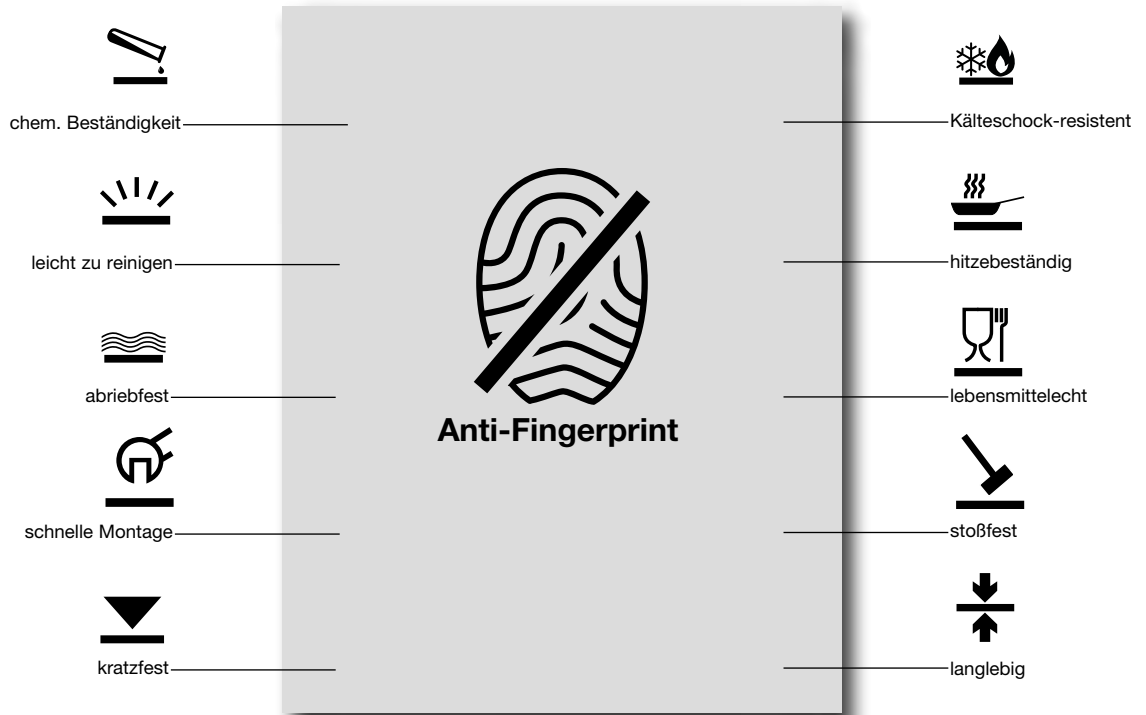 chem. Beständigkeit
Kälteschock-resistent
leicht zu reinigen
hitzebeständig
abriebfest
lebensmittelecht
Anti-Fingerprint
schnelle Montage
stoßfest
kratzfest
langlebig